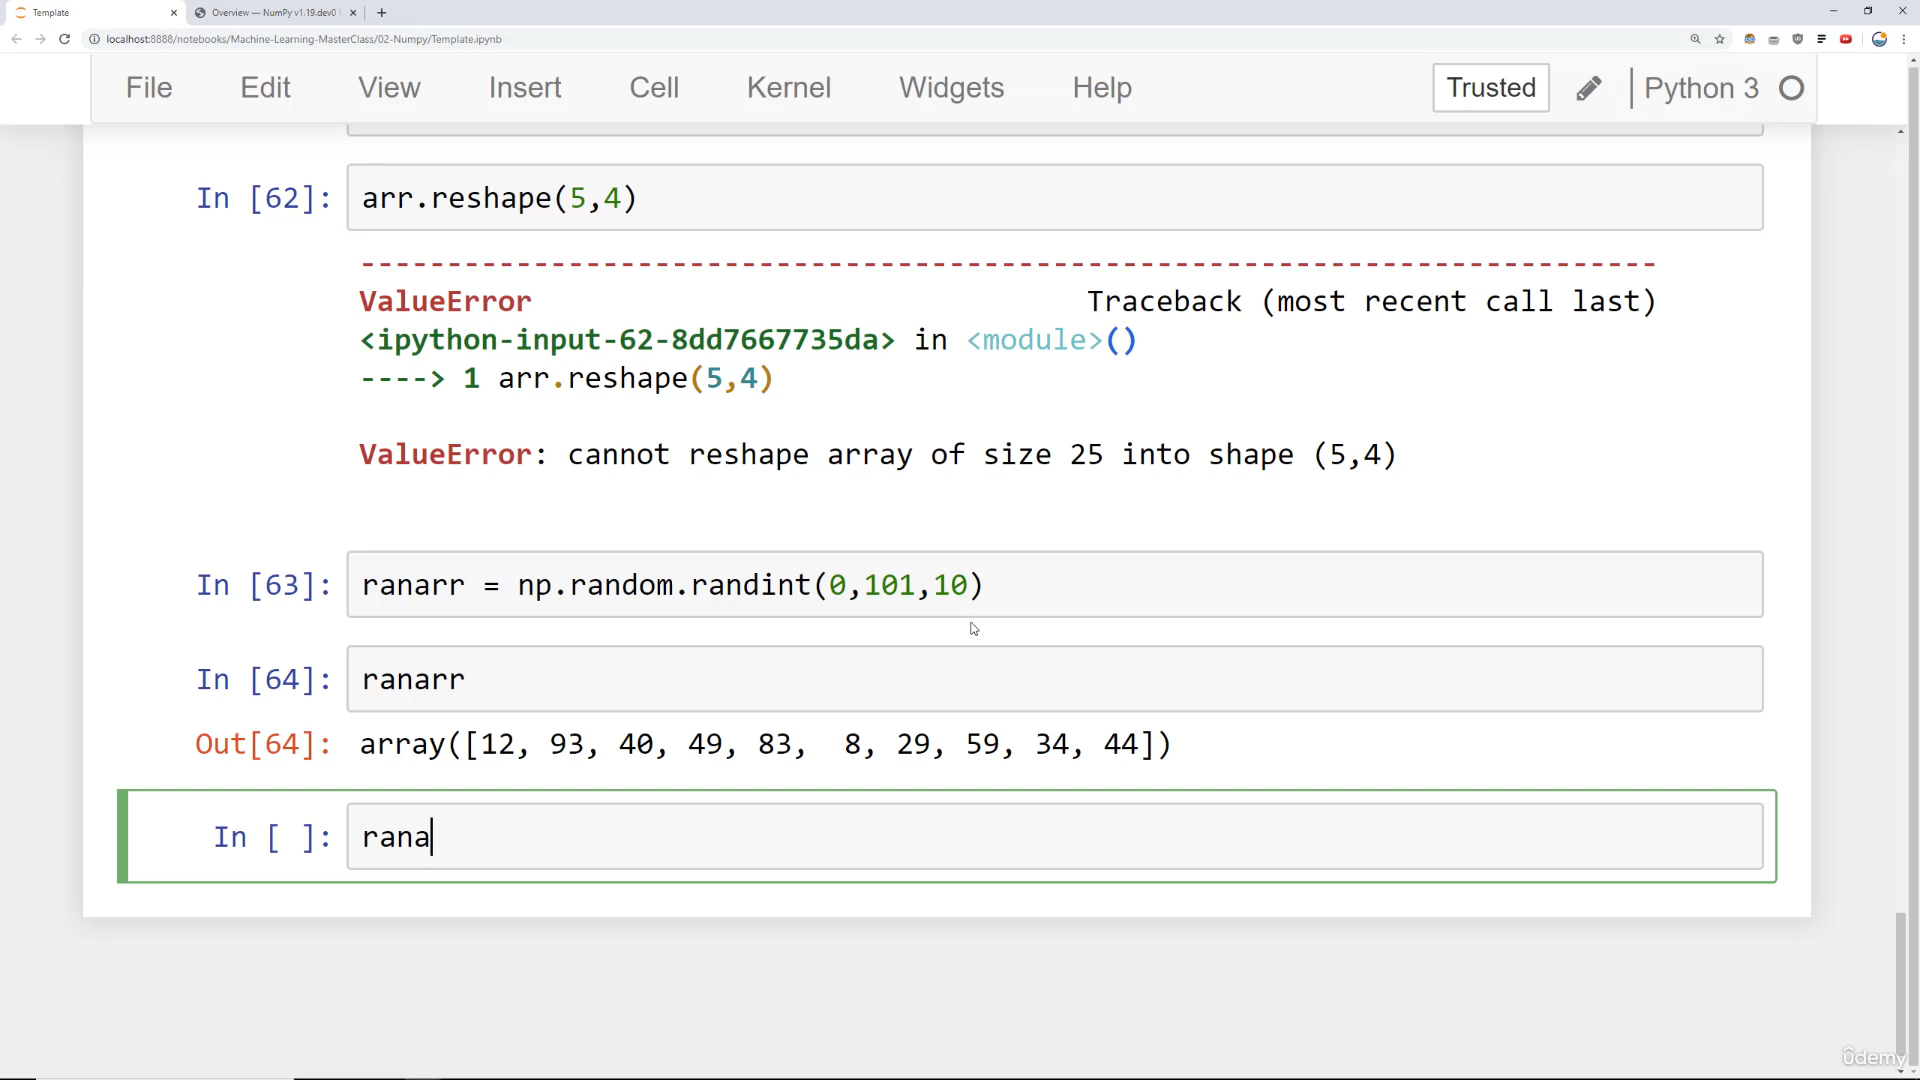 Template
Overview — NumPy v1.19.dev0
localhost:8888/notebooks/Machine-Learning-MasterClass/02-Numpy/Template.ipynb
File Edit View Insert Cell Kernel Widgets Help Trusted Python 3
In [62]: arr.reshape(5,4)
---------------------------------------------------------------------------
ValueError Traceback (most recent call last)
<ipython-input-62-8dd7667735da> in <module>()
----> 1 arr.reshape(5,4)
ValueError: cannot reshape array of size 25 into shape (5,4)
In [63]: ranarr = np.random.randint(0,101,10)
In [64]: ranarr
Out[64]: array([12, 93, 40, 49, 83,  8, 29, 59, 34, 44])
In [ ]: rana
ûdemy